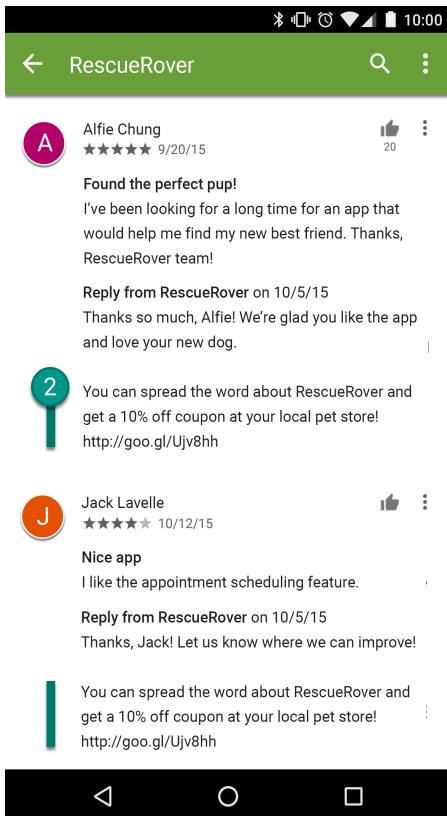 10:00
RescueRover
A
Alfie Chung
★★★★★ 9/20/15
20
Found the perfect pup!
I've been looking for a long time for an app that
would help me find my new best friend. Thanks,
RescueRover team!
Reply from RescueRover on 10/5/15
Thanks so much, Alfie! We're glad you like the app
and love your new dog.
2
You can spread the word about RescueRover and
get a 10% off coupon at your local pet store!
http://goo.gl/Ujv8hh
J
Jack Lavelle
★★★★★ 10/12/15
Nice app
I like the appointment scheduling feature.
Reply from RescueRover on 10/5/15
Thanks, Jack! Let us know where we can improve!
You can spread the word about RescueRover and
get a 10% off coupon at your local pet store!
http://goo.gl/Ujv8hh